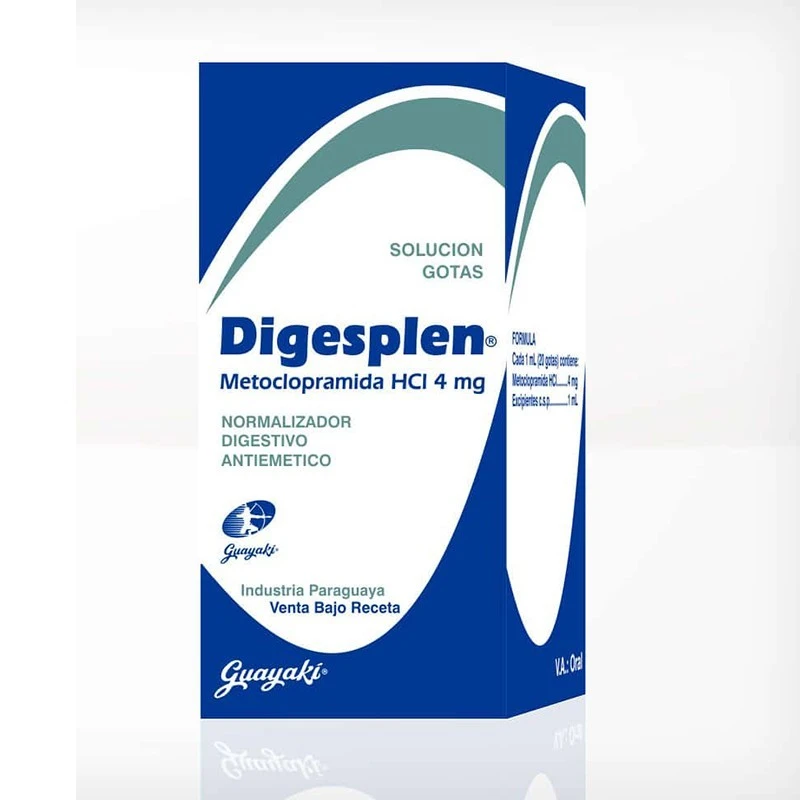 SOLUCION
GOTAS
Digesplen®
Metoclopramida HCl 4 mg
NORMALIZADOR
DIGESTIVO
ANTIEMETICO
Guayaki®
Industria Paraguaya
Venta Bajo Receta
Guayakí®
FORMULA
Cada 1 mL (20 gotas) contiene:
Metoclopramida HCl......4 mg
Excipientes c.s.p...........1 mL
V.A.: Oral